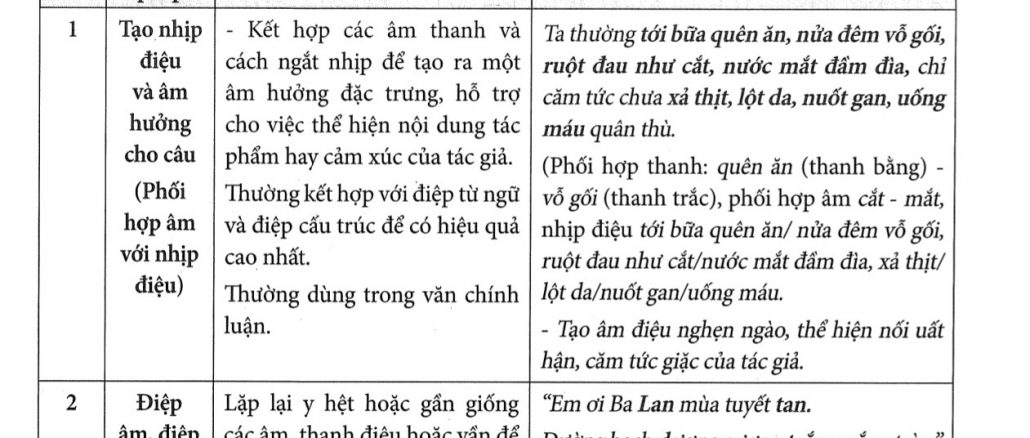 1
Tạo nhịp
điệu
và âm
hưởng
cho câu
(Phối
hợp âm
với nhịp
điệu)
- Kết hợp các âm thanh và
cách ngắt nhịp để tạo ra một
âm hưởng đặc trưng, hỗ trợ
cho việc thể hiện nội dung tác
phẩm hay cảm xúc của tác giả.
Thường kết hợp với điệp từ ngữ
và điệp cấu trúc để có hiệu quả
cao nhất.
Thường dùng trong văn chính
luận.
Ta thường tới bữa quên ăn, nửa đêm vỗ gối,
ruột đau như cắt, nước mắt đầm đìa, chỉ
căm tức chưa xả thịt, lột da, nuốt gan, uống
máu quân thù.
(Phối hợp thanh: quên ăn (thanh bằng) -
vỗ gối (thanh trắc), phối hợp âm cắt - mắt,
nhịp điệu tới bữa quên ăn/ nửa đêm vỗ gối,
ruột đau như cắt/nước mắt đầm đìa, xả thịt/
lột da/nuốt gan/uống máu.
- Tạo âm điệu nghẹn ngào, thể hiện nối uất
hận, căm tức giặc của tác giả.
2
Điệp
âm, điệp
Lặp lại y hệt hoặc gần giống
các âm, thanh điệu hoặc vần để
“Em ơi Ba Lan mùa tuyết tan.